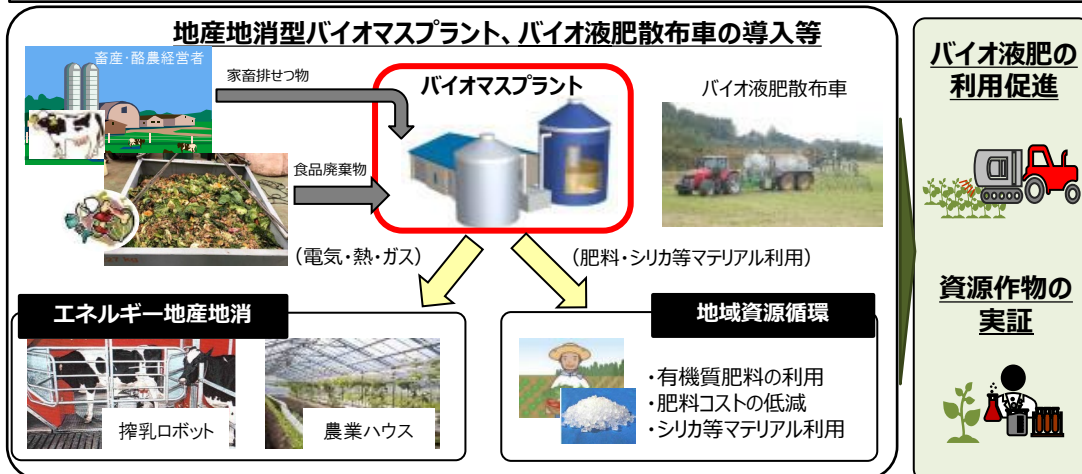 地産地消型バイオマスプラント、バイオ液肥散布車の導入等
畜産・酪農経営者
家畜排せつ物
バイオマスプラント
バイオ液肥散布車
食品廃棄物
(電気・熱・ガス)
(肥料・シリカ等マテリアル利用)
エネルギー地産地消
搾乳ロボット
農業ハウス
地域資源循環
・有機質肥料の利用
・肥料コストの低減
・シリカ等マテリアル利用
バイオ液肥の
利用促進
資源作物の
実証